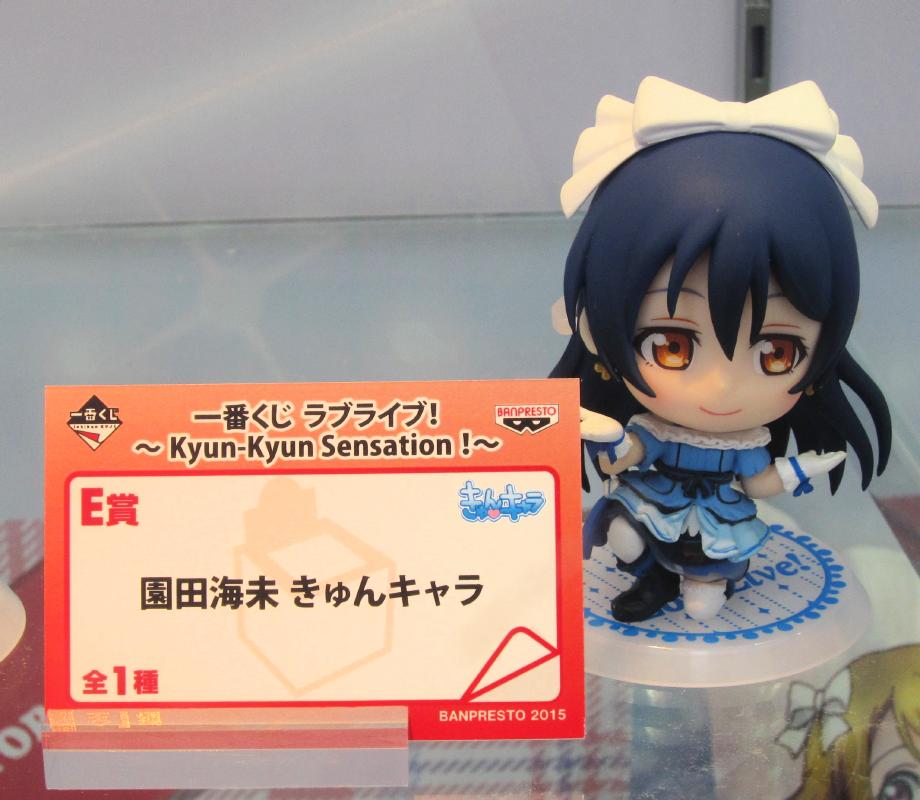 一番くじ
一番くじ ラブライブ!
～ Kyun-Kyun Sensation !～
BANPRESTO
E賞
きゅんキャラ
園田海未 きゅんキャラ
全1種
BANPRESTO 2015